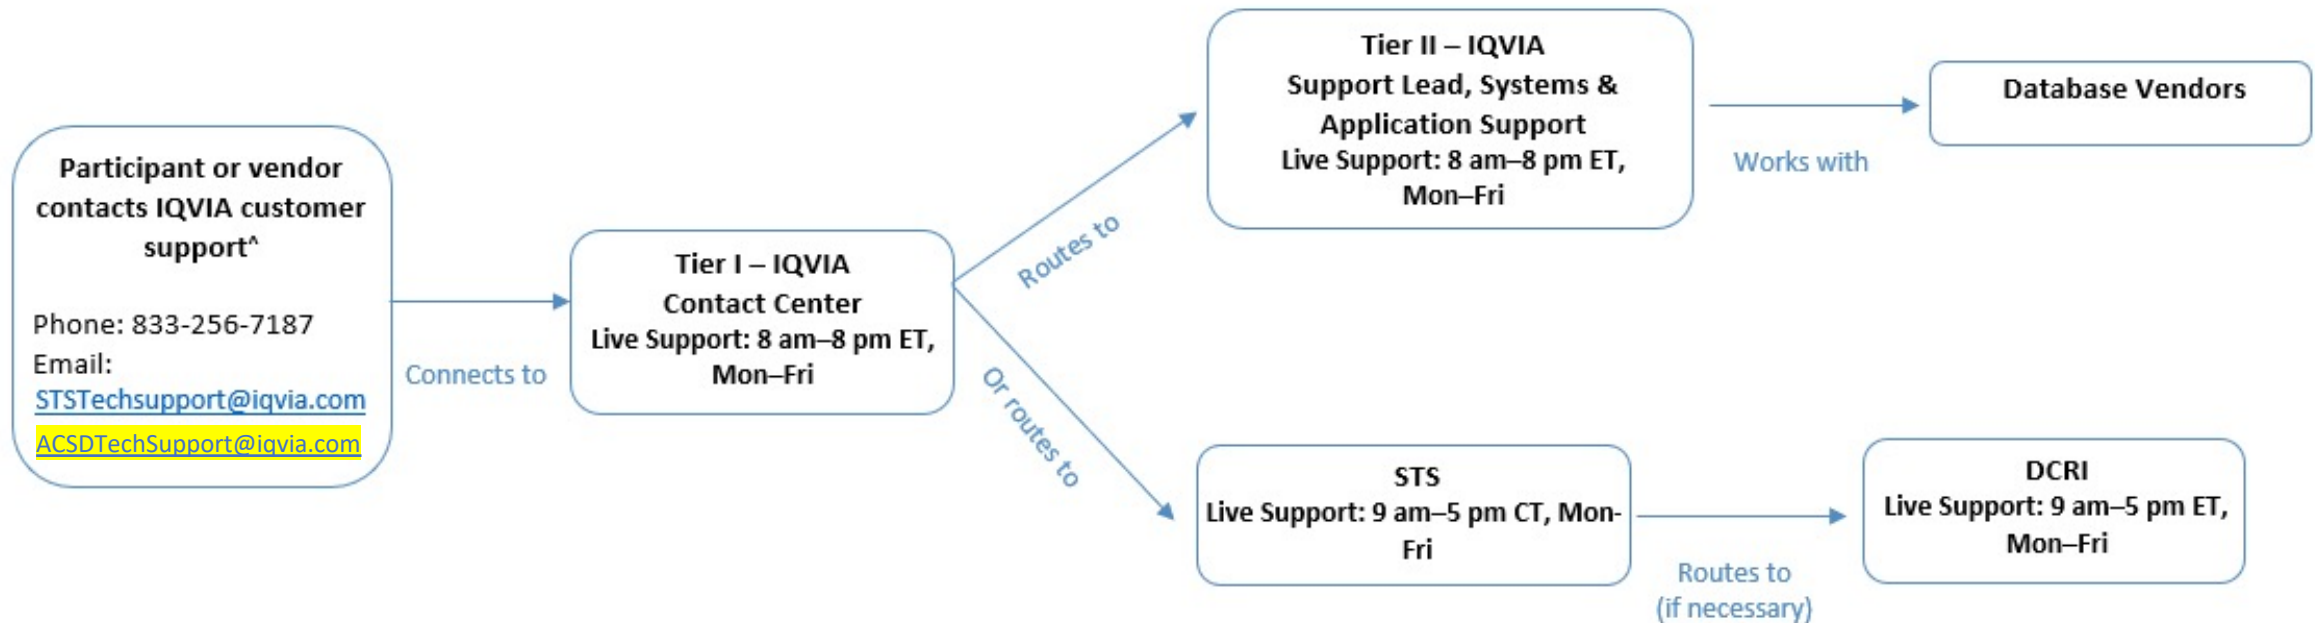 Participant or vendor
contacts IQVIA customer
support^
Phone: 833-256-7187
Email:
STSTechsupport@iqvia.com
ACSDTechSupport@iqvia.com
Connects to
Tier I – IQVIA
Contact Center
Live Support: 8 am–8 pm ET,
Mon–Fri
Routes to
Tier II – IQVIA
Support Lead, Systems &
Application Support
Live Support: 8 am–8 pm ET,
Mon–Fri
Works with
Database Vendors
Or routes to
STS
Live Support: 9 am–5 pm CT, Mon-
Fri
Routes to
(if necessary)
DCRI
Live Support: 9 am–5 pm ET,
Mon–Fri